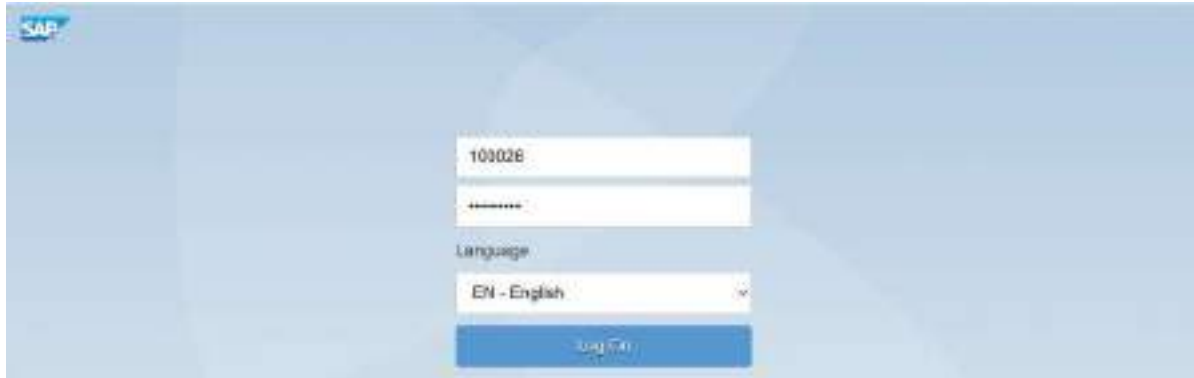 SAP
103026
•••••••••
Language
EN - English
Log On